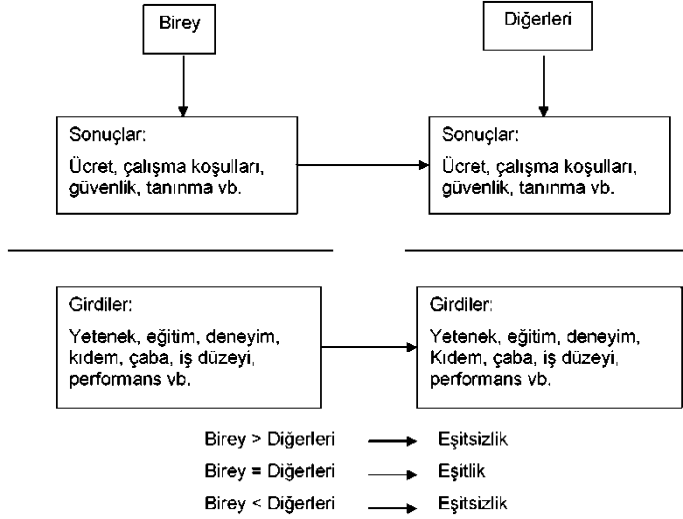 Birey
Diğerleri
Sonuçlar:
Ücret, çalışma koşulları,
güvenlik, tanınma vb.
Sonuçlar:
Ücret, çalışma koşulları,
güvenlik, tanınma vb.
Girdiler:
Yetenek, eğitim, deneyim,
kıdem, çaba, iş düzeyi,
performans vb.
Girdiler:
Yetenek, eğitim, deneyim,
Kıdem, çaba, iş düzeyi,
performans vb.
Birey > Diğerleri Eşitsizlik
Birey = Diğerleri Eşitlik
Birey < Diğerleri Eşitsizlik